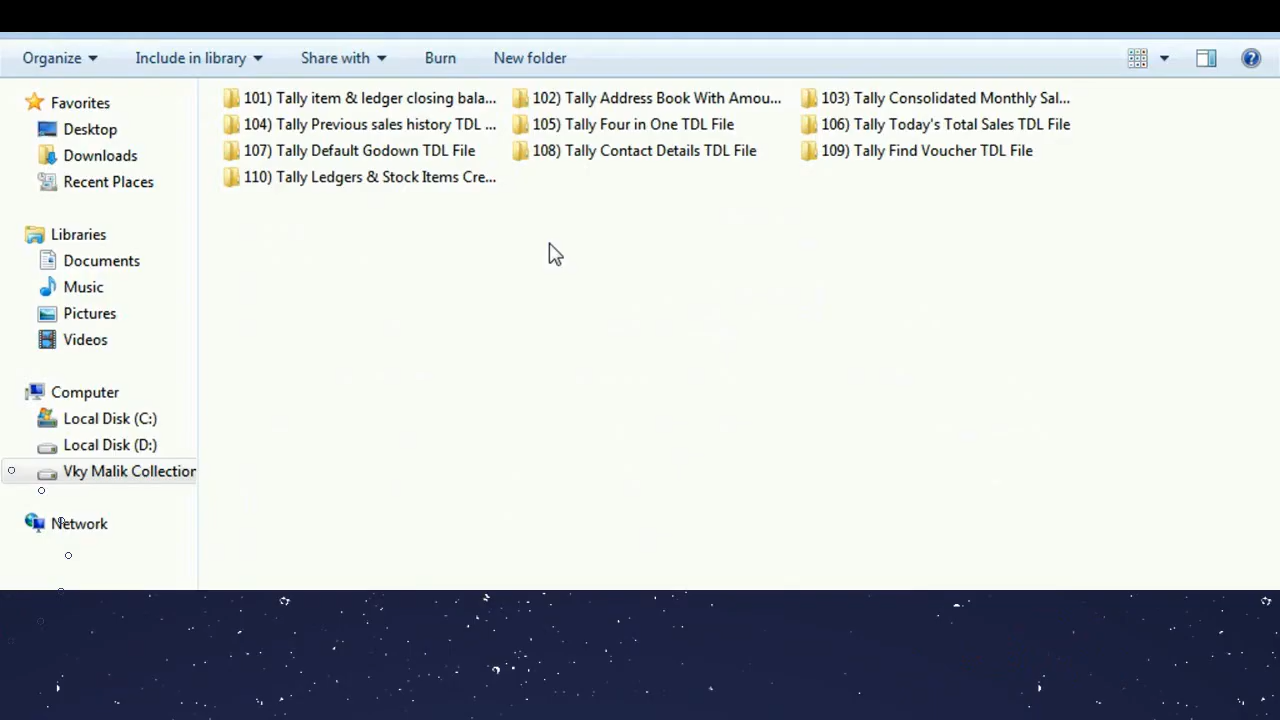 Organize Include in library Share with Burn New folder
Favorites
Desktop
Downloads
Recent Places
Libraries
Documents
Music
Pictures
Videos
Computer
Local Disk (C:)
Local Disk (D:)
Vky Malik Collection
Network
101) Tally item & ledger closing bala... 102) Tally Address Book With Amou... 103) Tally Consolidated Monthly Sal...
104) Tally Previous sales history TDL ... 105) Tally Four in One TDL File 106) Tally Today's Total Sales TDL File
107) Tally Default Godown TDL File 108) Tally Contact Details TDL File 109) Tally Find Voucher TDL File
110) Tally Ledgers & Stock Items Cre...